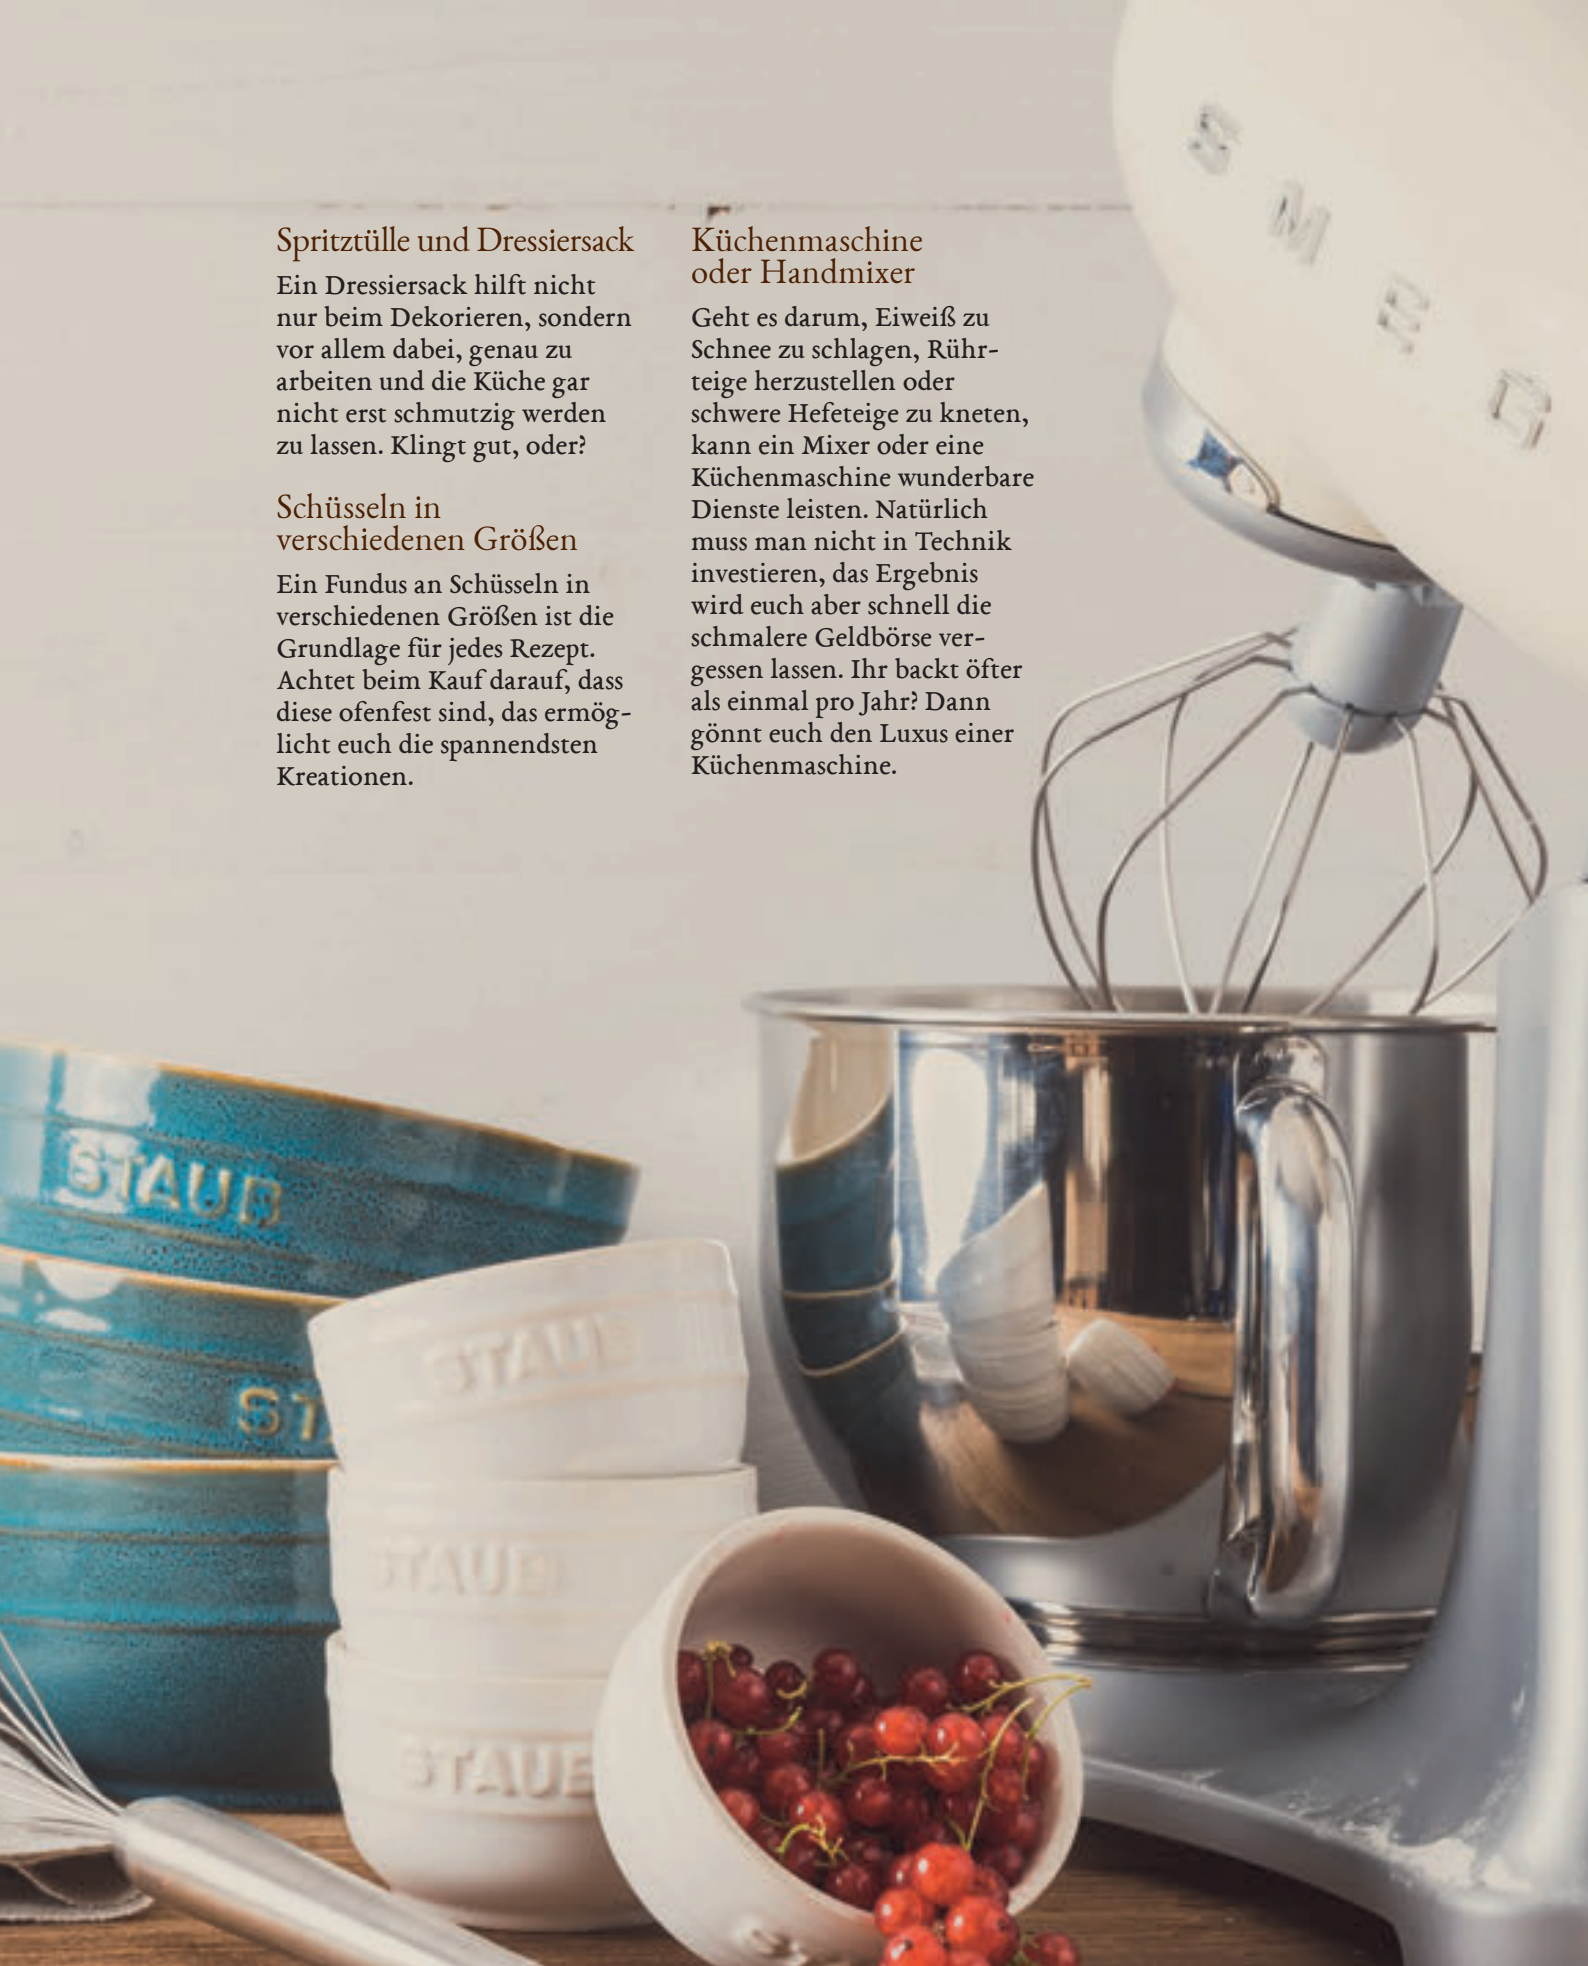 Spritztülle und Dressiersack
Ein Dressiersack hilft nicht
nur beim Dekorieren, sondern
vor allem dabei, genau zu
arbeiten und die Küche gar
nicht erst schmutzig werden
zu lassen. Klingt gut, oder?
Schüsseln in
verschiedenen Größen
Ein Fundus an Schüsseln in
verschiedenen Größen ist die
Grundlage für jedes Rezept.
Achtet beim Kauf darauf, dass
diese ofenfest sind, das ermög-
licht euch die spannendsten
Kreationen.
Küchenmaschine
oder Handmixer
Geht es darum, Eiweiß zu
Schnee zu schlagen, Rühr-
teige herzustellen oder
schwere Hefeteige zu kneten,
kann ein Mixer oder eine
Küchenmaschine wunderbare
Dienste leisten. Natürlich
muss man nicht in Technik
investieren, das Ergebnis
wird euch aber schnell die
schmalere Geldbörse ver-
gessen lassen. Ihr backt öfter
als einmal pro Jahr? Dann
gönnt euch den Luxus einer
Küchenmaschine.
SMEG
STAUB
ST
STAUB
STAUB
STAUB